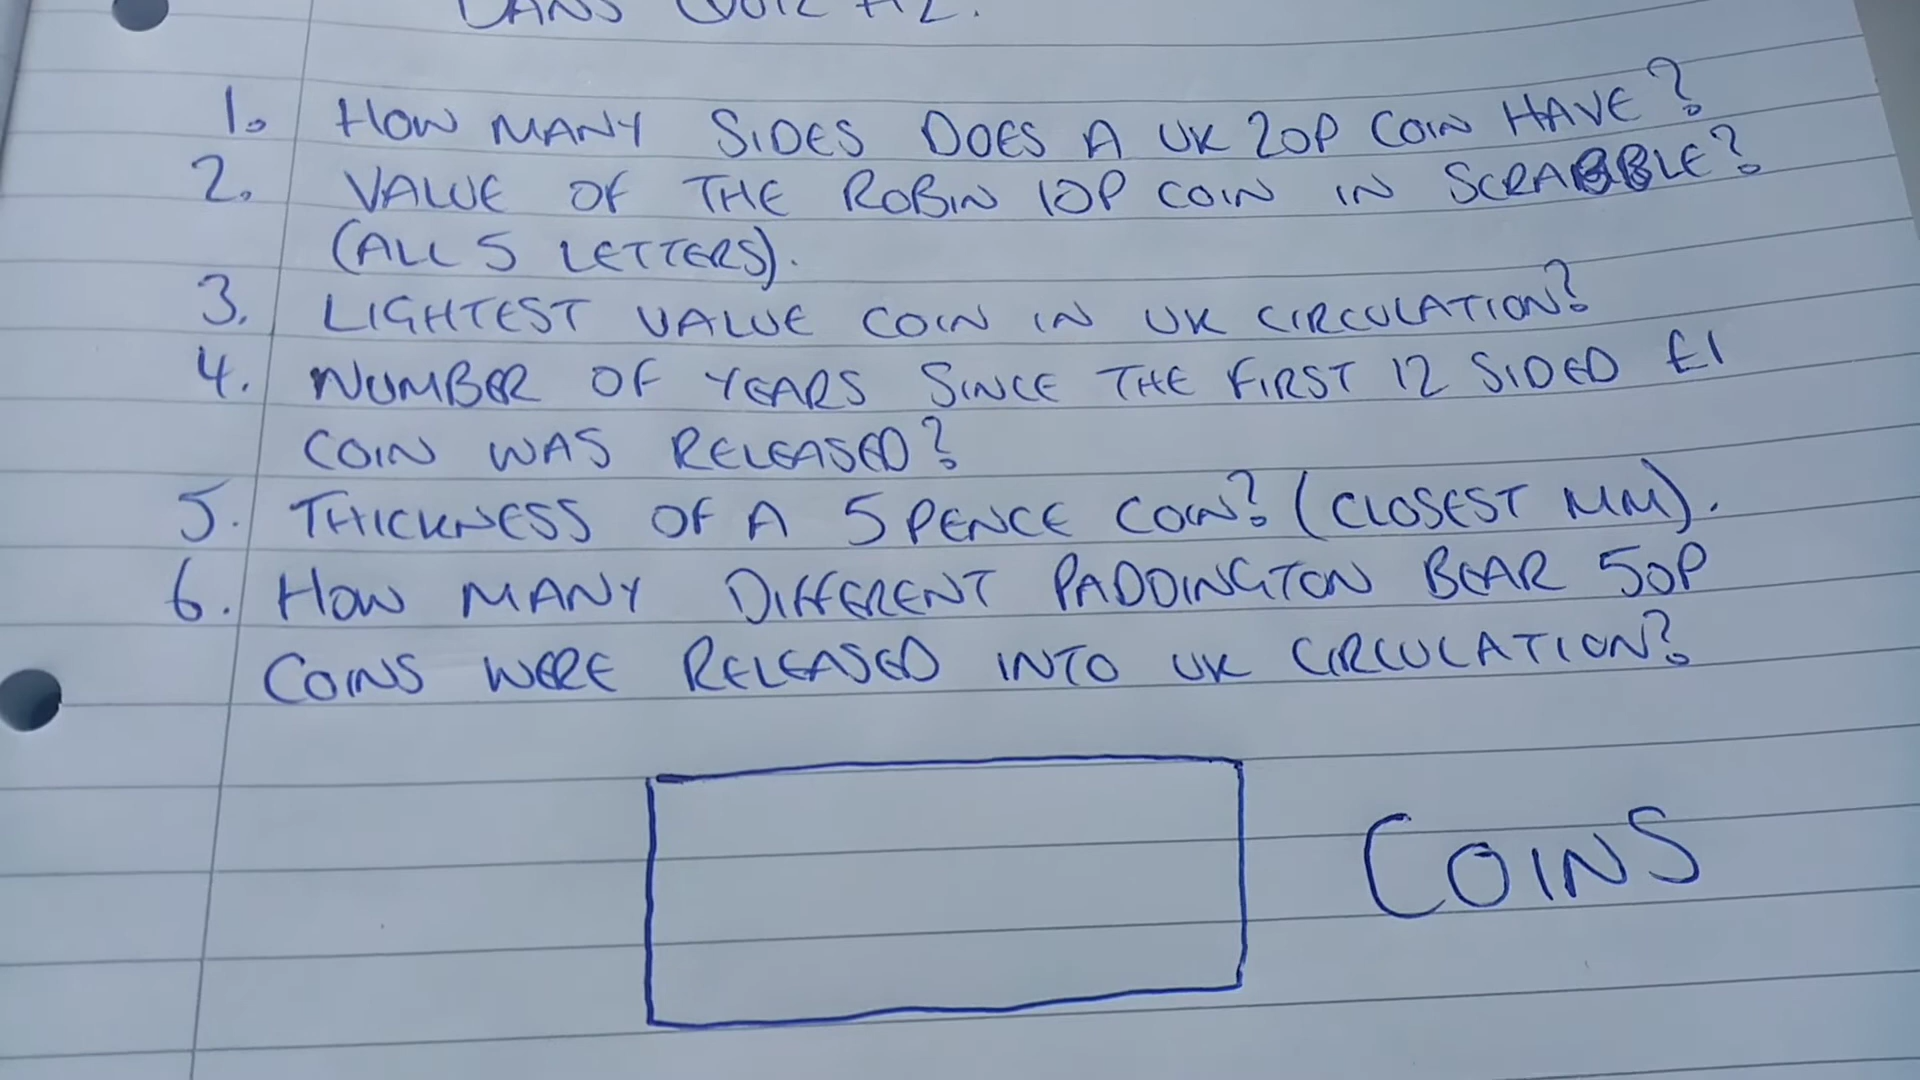 DANS QUIZ #2.
1. HOW MANY SIDES DOES A UK 20P COIN HAVE?
2. VALUE OF THE ROBIN 10P COIN IN SCRABBLE?
(ALL 5 LETTERS).
3. LIGHTEST VALUE COIN IN UK CIRCULATION?
4. NUMBER OF YEARS SINCE THE FIRST 12 SIDED £1
COIN WAS RELEASED?
5. THICKNESS OF A 5 PENCE COIN? (CLOSEST MM).
6. HOW MANY DIFFERENT PADDINGTON BEAR 50P
COINS WERE RELEASED INTO UK CIRCULATION?
COINS